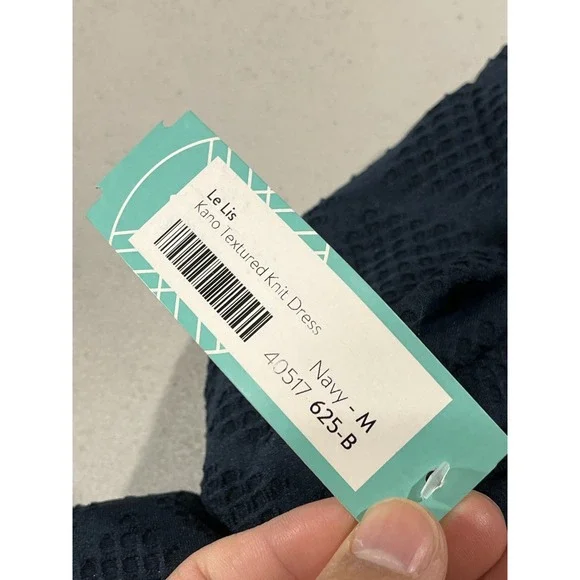 Le Lis
Kano Textured Knit Dress
Navy - M
40517 625-B